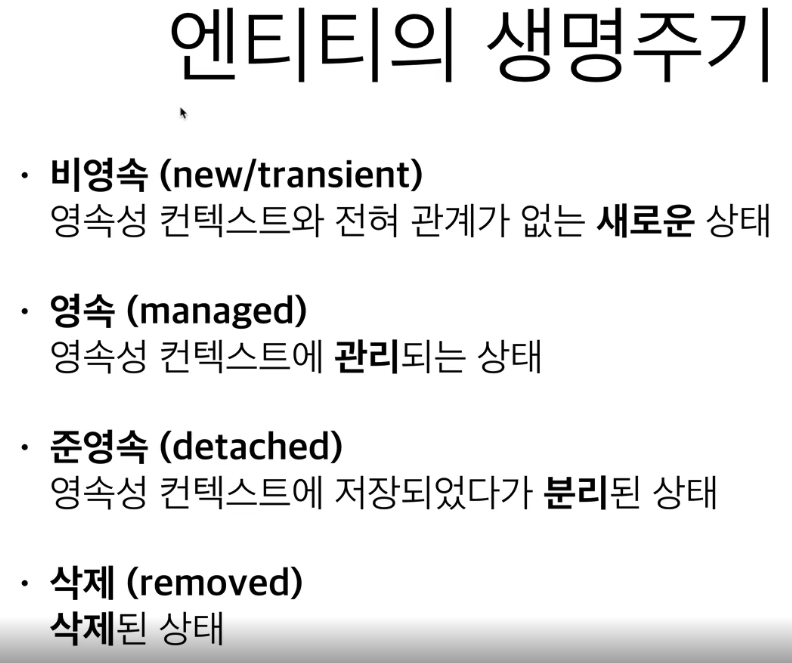 엔티티의 생명주기
• 비영속 (new/transient)
영속성 컨텍스트와 전혀 관계가 없는 새로운 상태
• 영속 (managed)
영속성 컨텍스트에 관리되는 상태
• 준영속 (detached)
영속성 컨텍스트에 저장되었다가 분리된 상태
• 삭제 (removed)
삭제된 상태